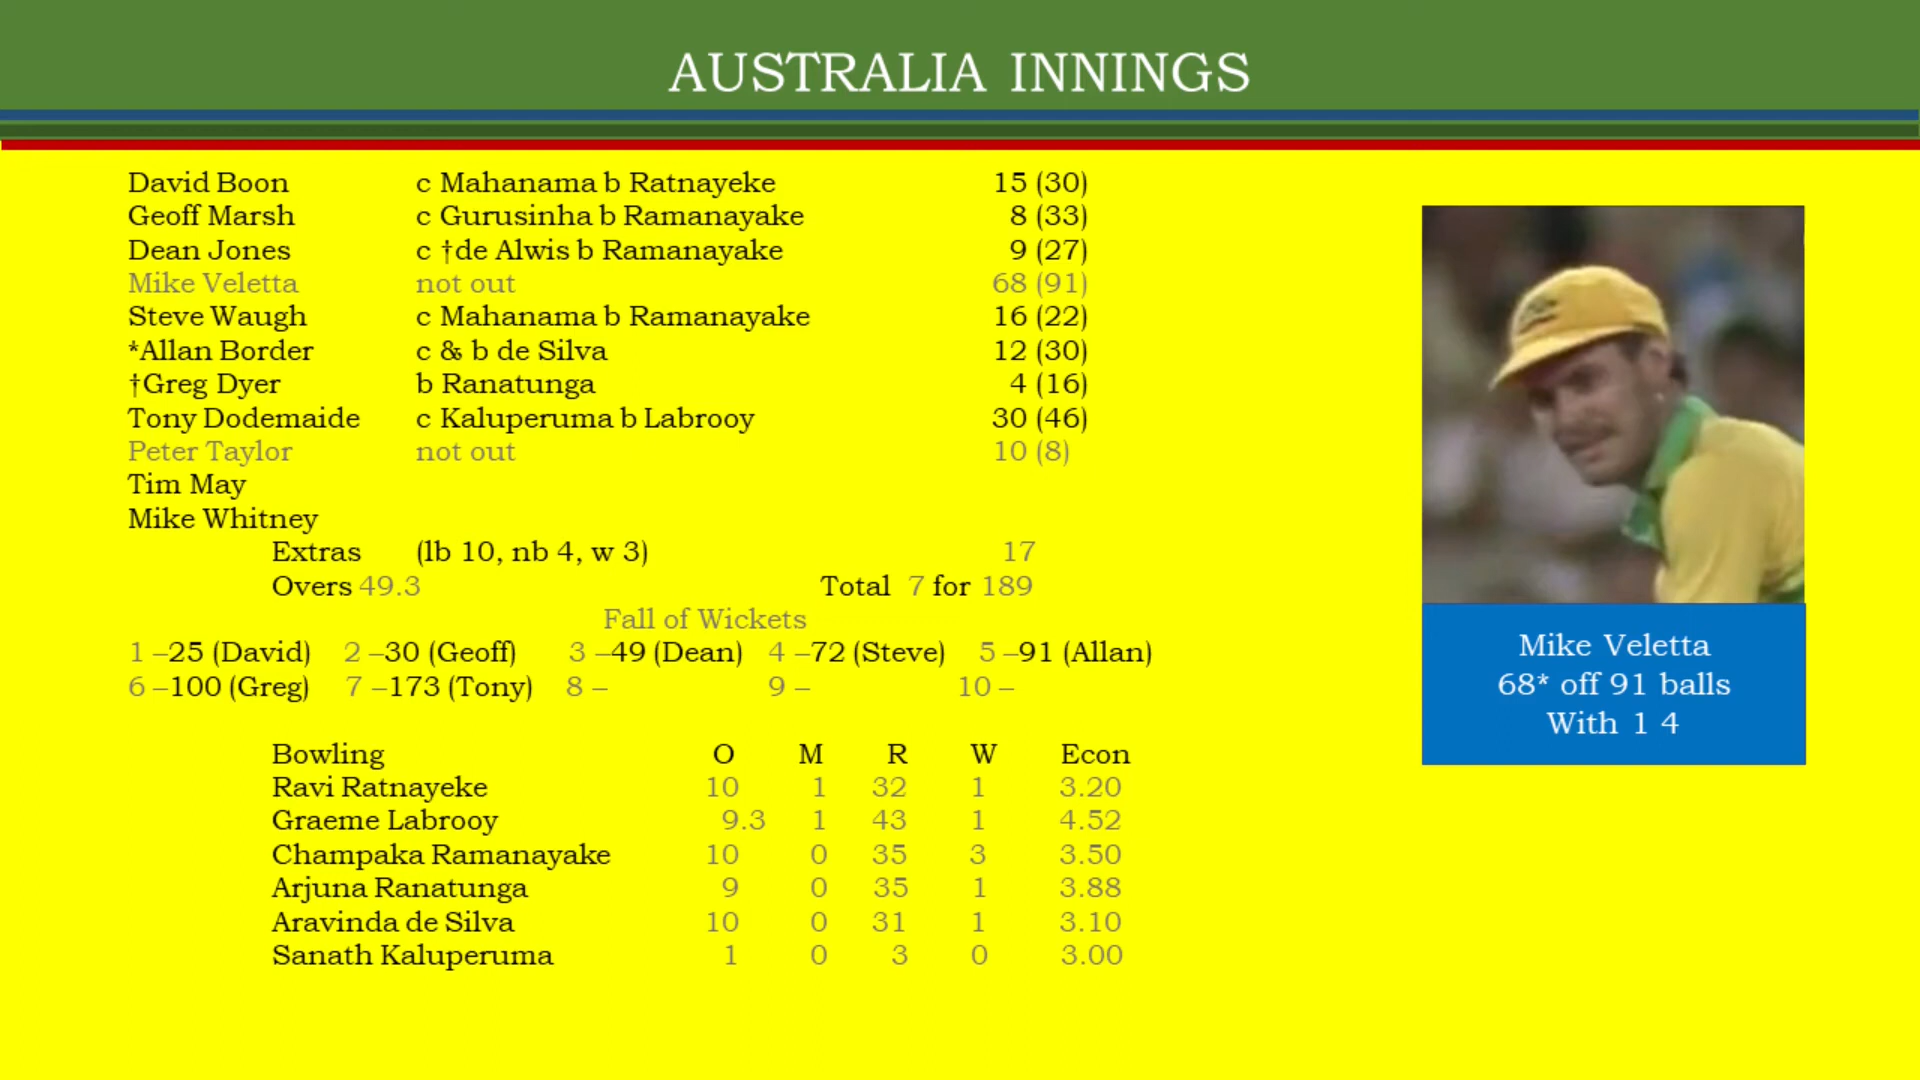 AUSTRALIA INNINGS
David Boon c Mahanama b Ratnayeke 15 (30)
Geoff Marsh c Gurusinha b Ramanayake 8 (33)
Dean Jones c †de Alwis b Ramanayake 9 (27)
Mike Veletta not out 68 (91)
Steve Waugh c Mahanama b Ramanayake 16 (22)
*Allan Border c & b de Silva 12 (30)
†Greg Dyer b Ranatunga 4 (16)
Tony Dodemaide c Kaluperuma b Labrooy 30 (46)
Peter Taylor not out 10 (8)
Tim May
Mike Whitney
Extras (lb 10, nb 4, w 3) 17
Overs 49.3 Total 7 for 189
Fall of Wickets
1 –25 (David) 2 –30 (Geoff) 3 –49 (Dean) 4 –72 (Steve) 5 –91 (Allan)
6 –100 (Greg) 7 –173 (Tony) 8 – 9 – 10 –
Bowling O M R W Econ
Ravi Ratnayeke 10 1 32 1 3.20
Graeme Labrooy 9.3 1 43 1 4.52
Champaka Ramanayake 10 0 35 3 3.50
Arjuna Ranatunga 9 0 35 1 3.88
Aravinda de Silva 10 0 31 1 3.10
Sanath Kaluperuma 1 0 3 0 3.00
Mike Veletta
68* off 91 balls
With 1 4